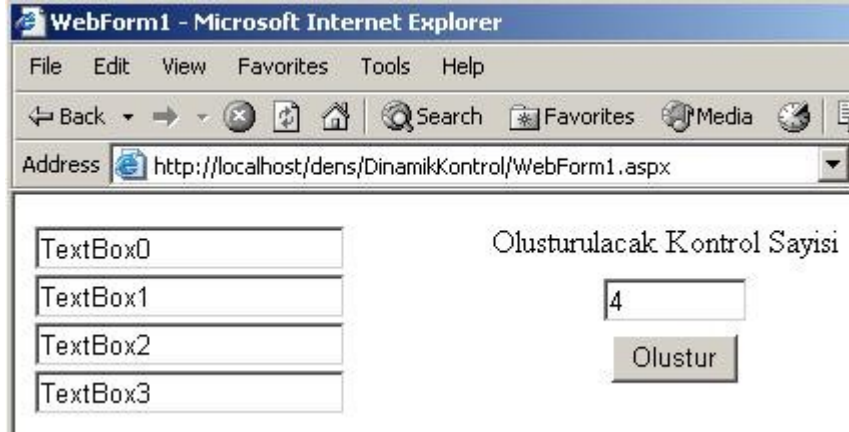 WebForm1 - Microsoft Internet Explorer
File Edit View Favorites Tools Help
Back Search Favorites Media
Address http://localhost/dens/DinamikKontrol/WebForm1.aspx
TextBox0
TextBox1
TextBox2
TextBox3
Olusturulacak Kontrol Sayisi
4
Olustur